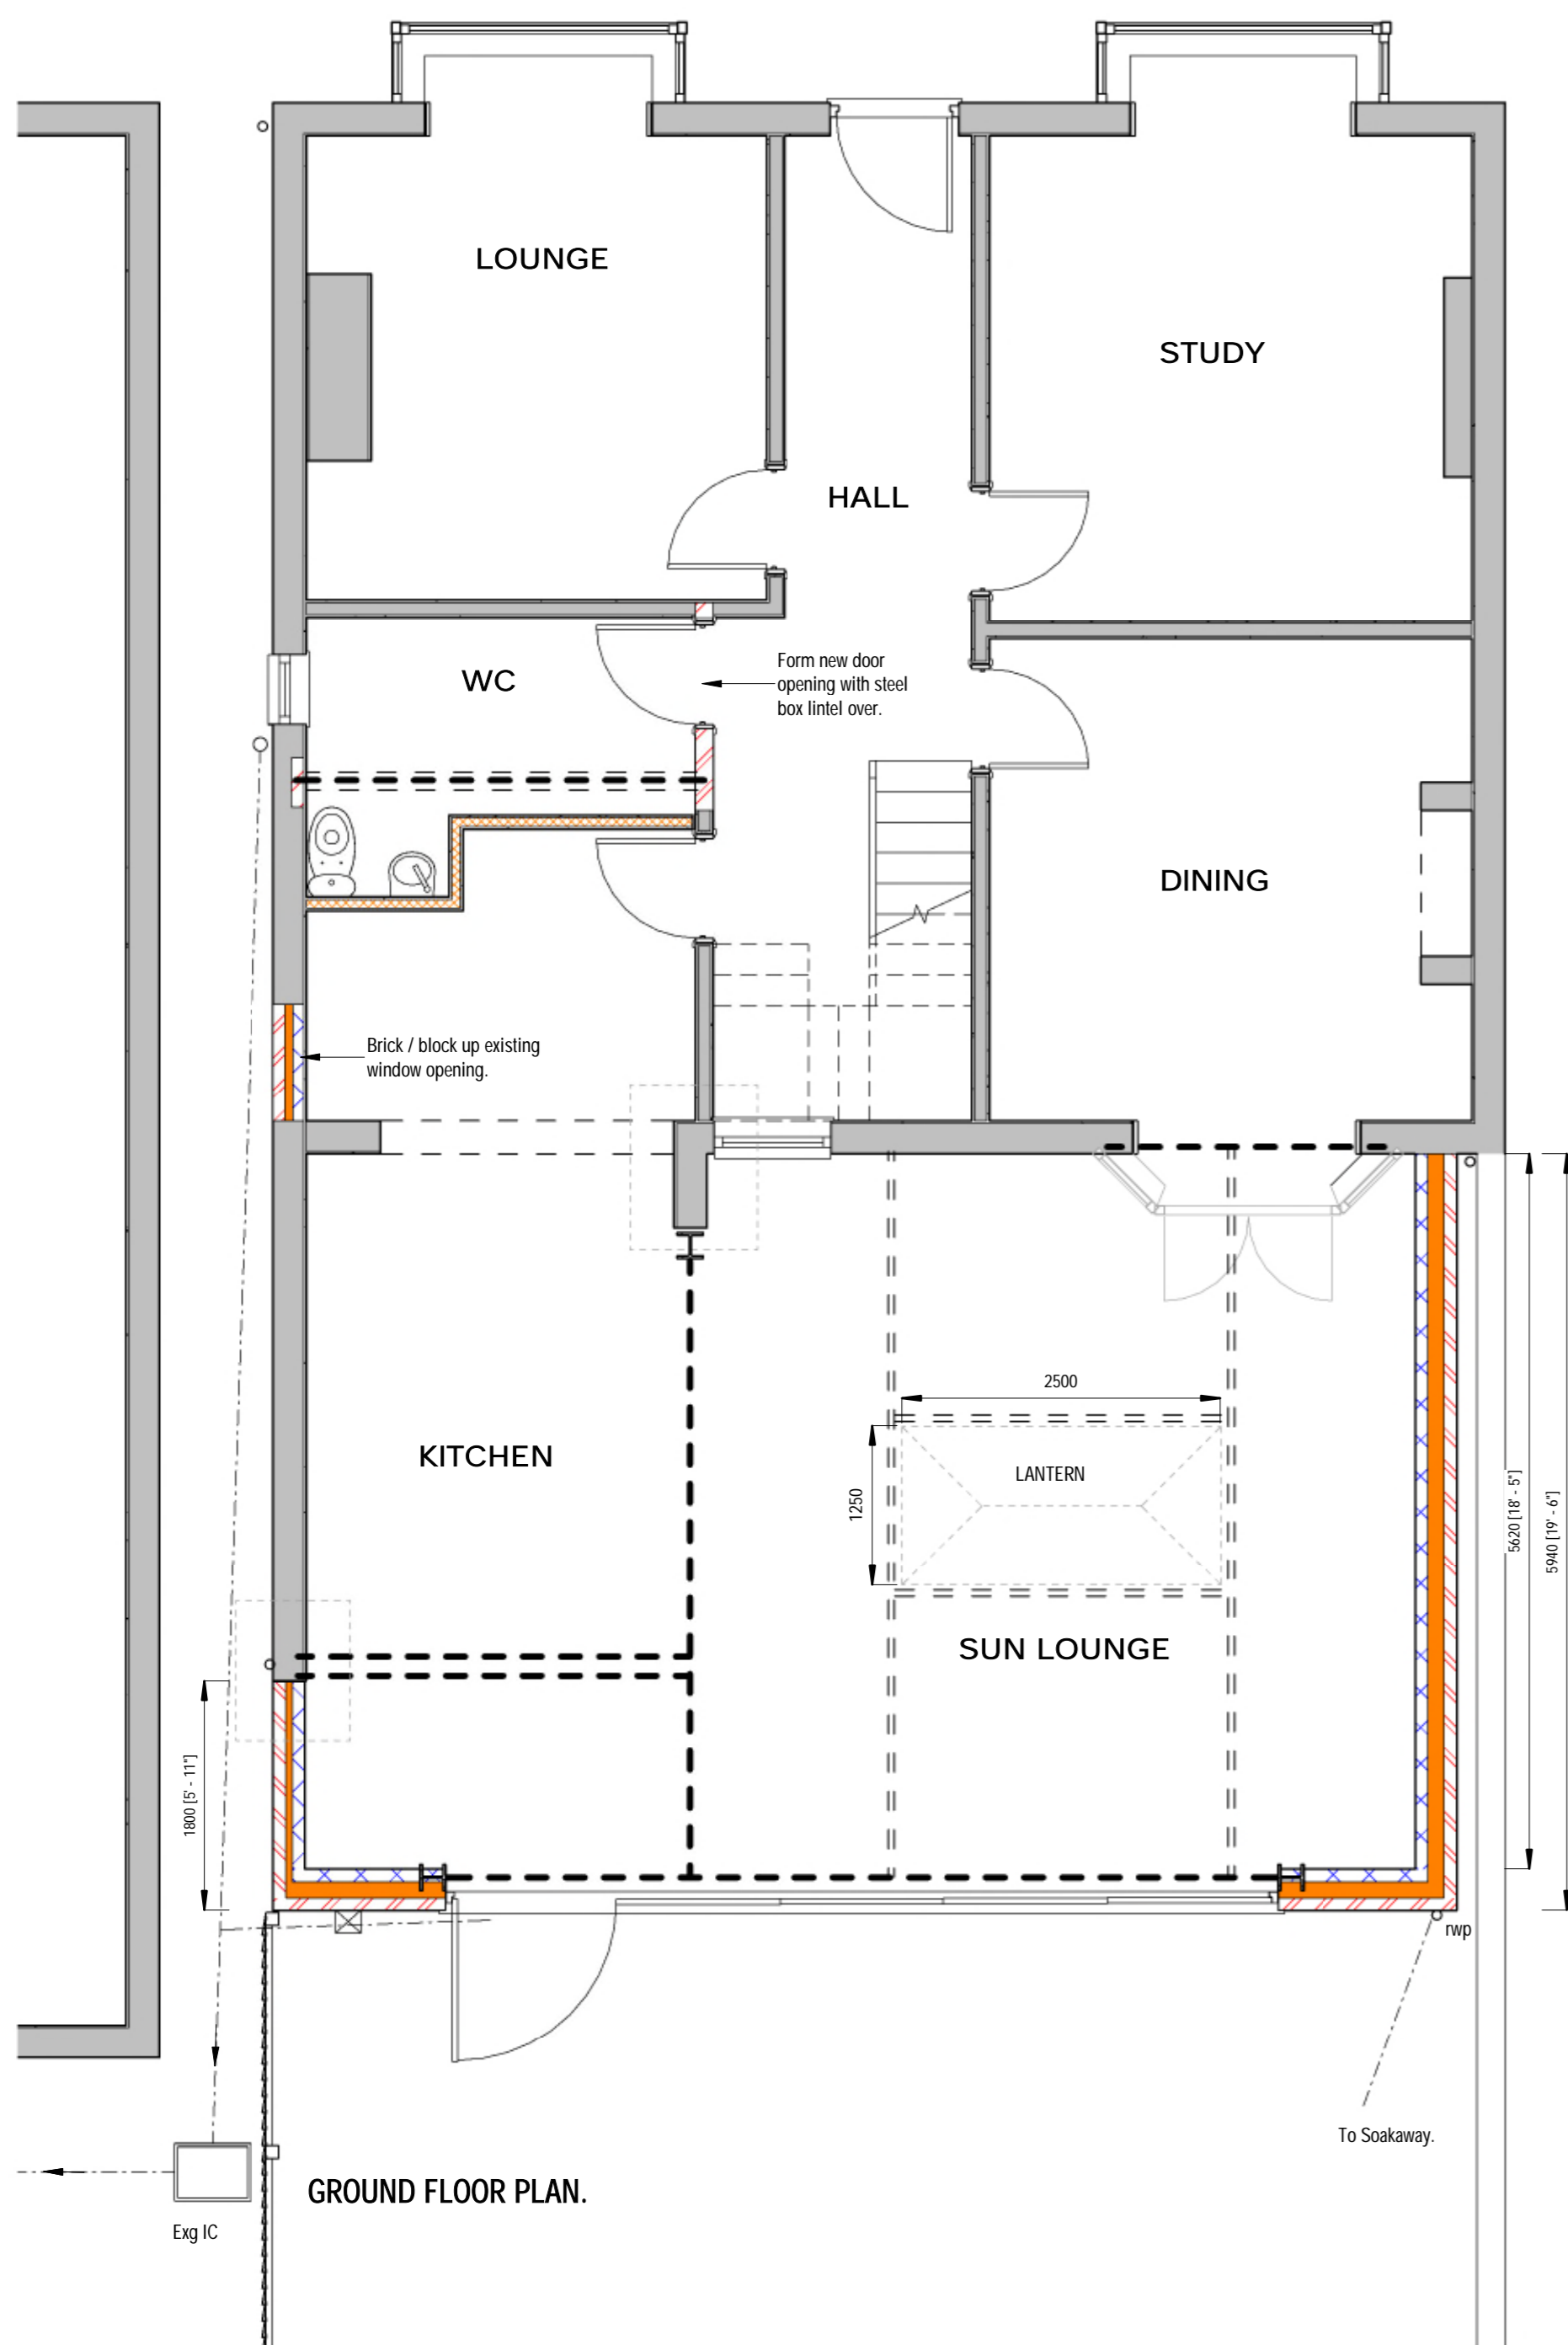 LOUNGE
STUDY
HALL
WC
Form new door
opening with steel
box lintel over.
DINING
Brick / block up existing
window opening.
2500
KITCHEN
LANTERN
1250
5620 [18' - 5"]
5940 [19' - 6"]
SUN LOUNGE
1800 [5' - 11"]
rwp
To Soakaway.
GROUND FLOOR PLAN.
Exg IC